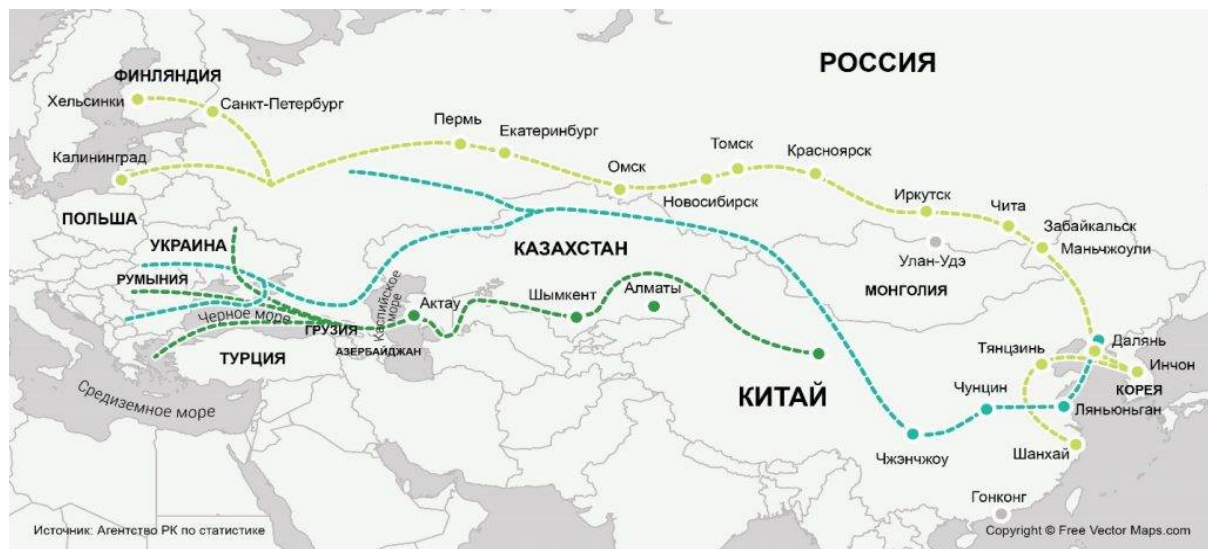 РОССИЯ
ФИНЛЯНДИЯ
Хельсинки
Санкт-Петербург
Пермь
Екатеринбург
Томск
Красноярск
Калининград
Омск
Новосибирск
Иркутск
Чита
Забайкальск
Маньчжоули
ПОЛЬША
УКРАИНА
КАЗАХСТАН
Улан-Удэ
РУМЫНИЯ
МОНГОЛИЯ
Каспийское
море
Актау
Шымкент
Алматы
Черное море
ГРУЗИЯ
АЗЕРБАЙДЖАН
ТУРЦИЯ
Тянцзинь
Далянь
Инчон
КОРЕЯ
КИТАЙ
Чунцин
Ляньюньган
Средиземное море
Чжэнчжоу
Шанхай
Гонконг
Источник: Агентство РК по статистике
Copyright © Free Vector Maps.com